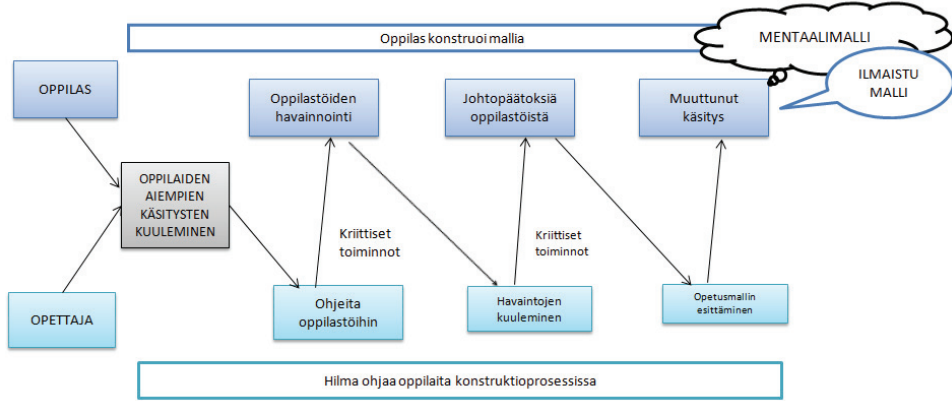 Oppilas konstruoi mallia
MENTAALIMALLI
ILMAISTU
MALLI
OPPILAS
Oppilastöiden
havainnointi
Johtopäätoksiä
oppilastöistä
Muuttunut
käsitys
OPPILAIDEN
AIEMPIEN
KÄSITYSTEN
KUULEMINEN
Kriittiset
toiminnot
Kriittiset
toiminnot
OPETTAJA
Ohjeita
oppilastöihin
Havaintojen
kuuleminen
Opetusmallin
esittäminen
Hilma ohjaa oppilaita konstruktioprosessissa